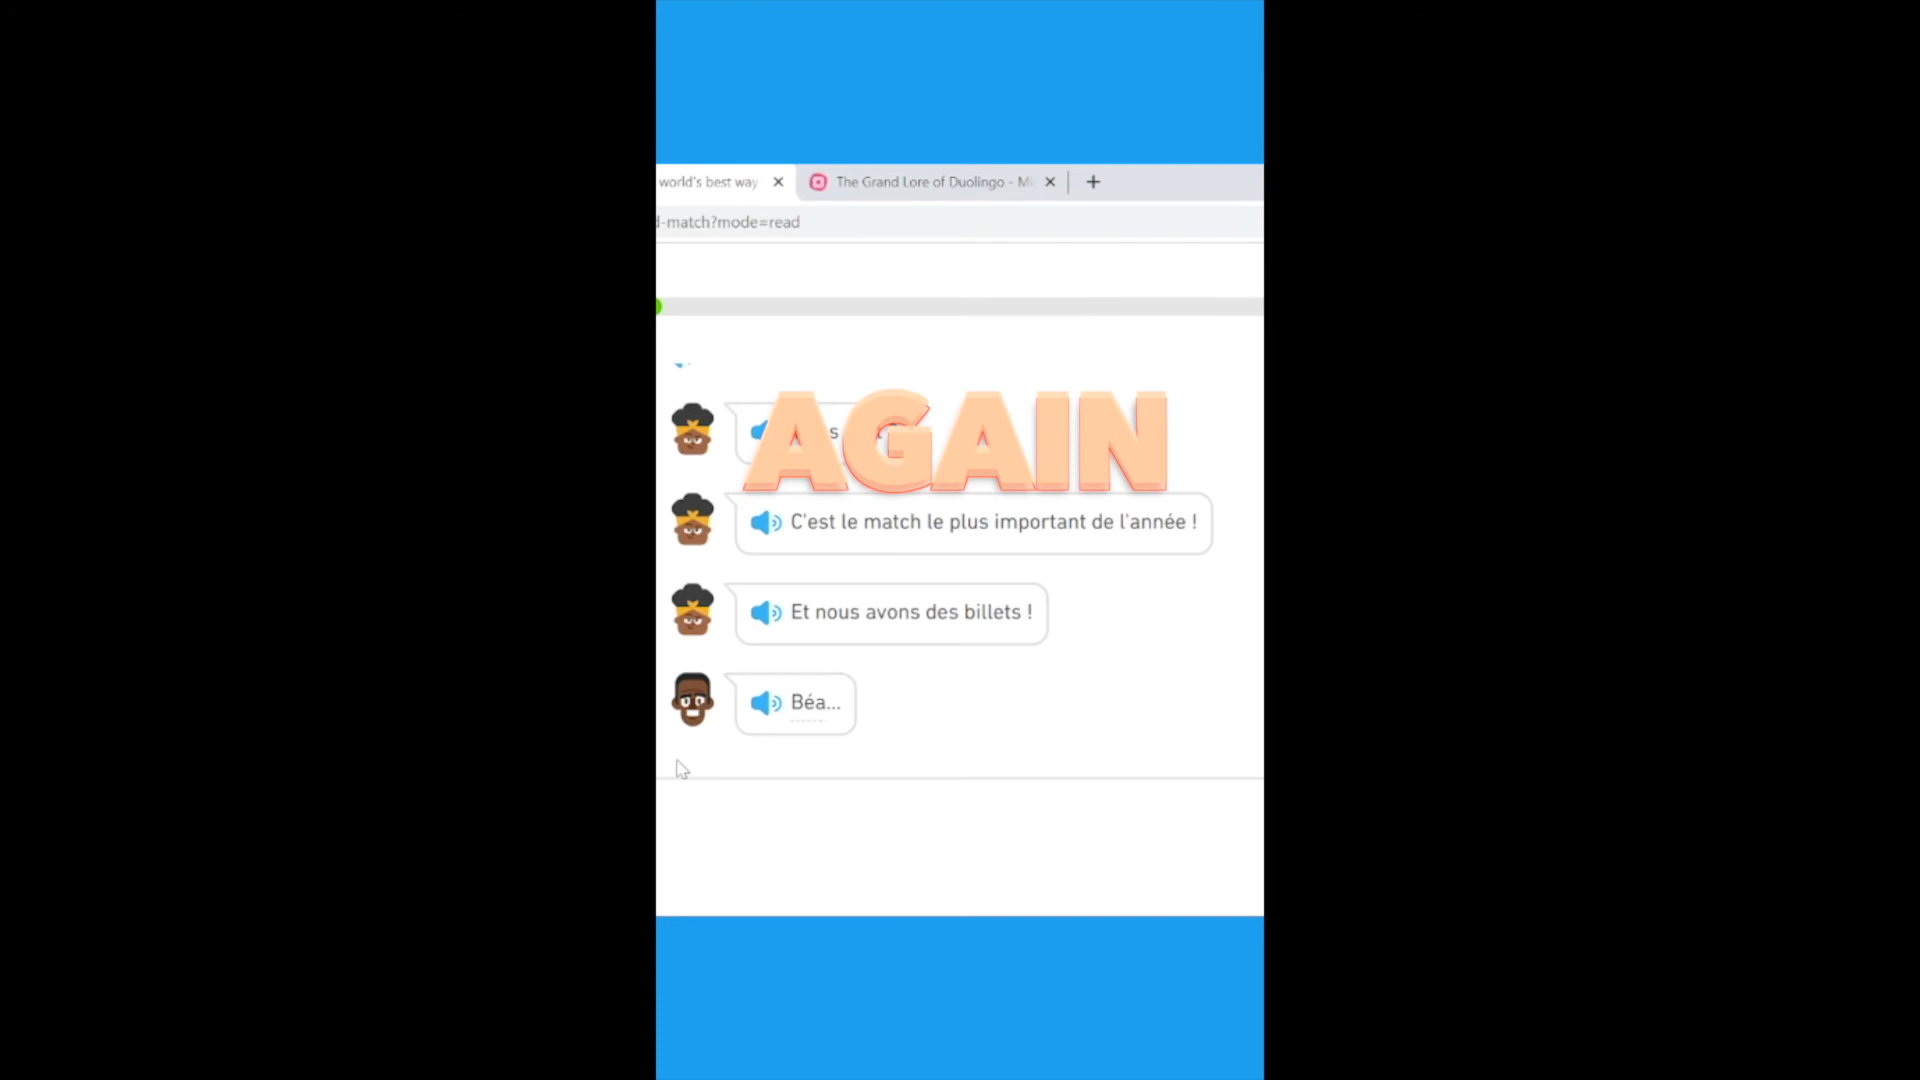 world's best way
The Grand Lore of Duolingo - Mi
d-match?mode=read
AGAIN
C'est le match le plus important de l'année !
Et nous avons des billets !
Béa...